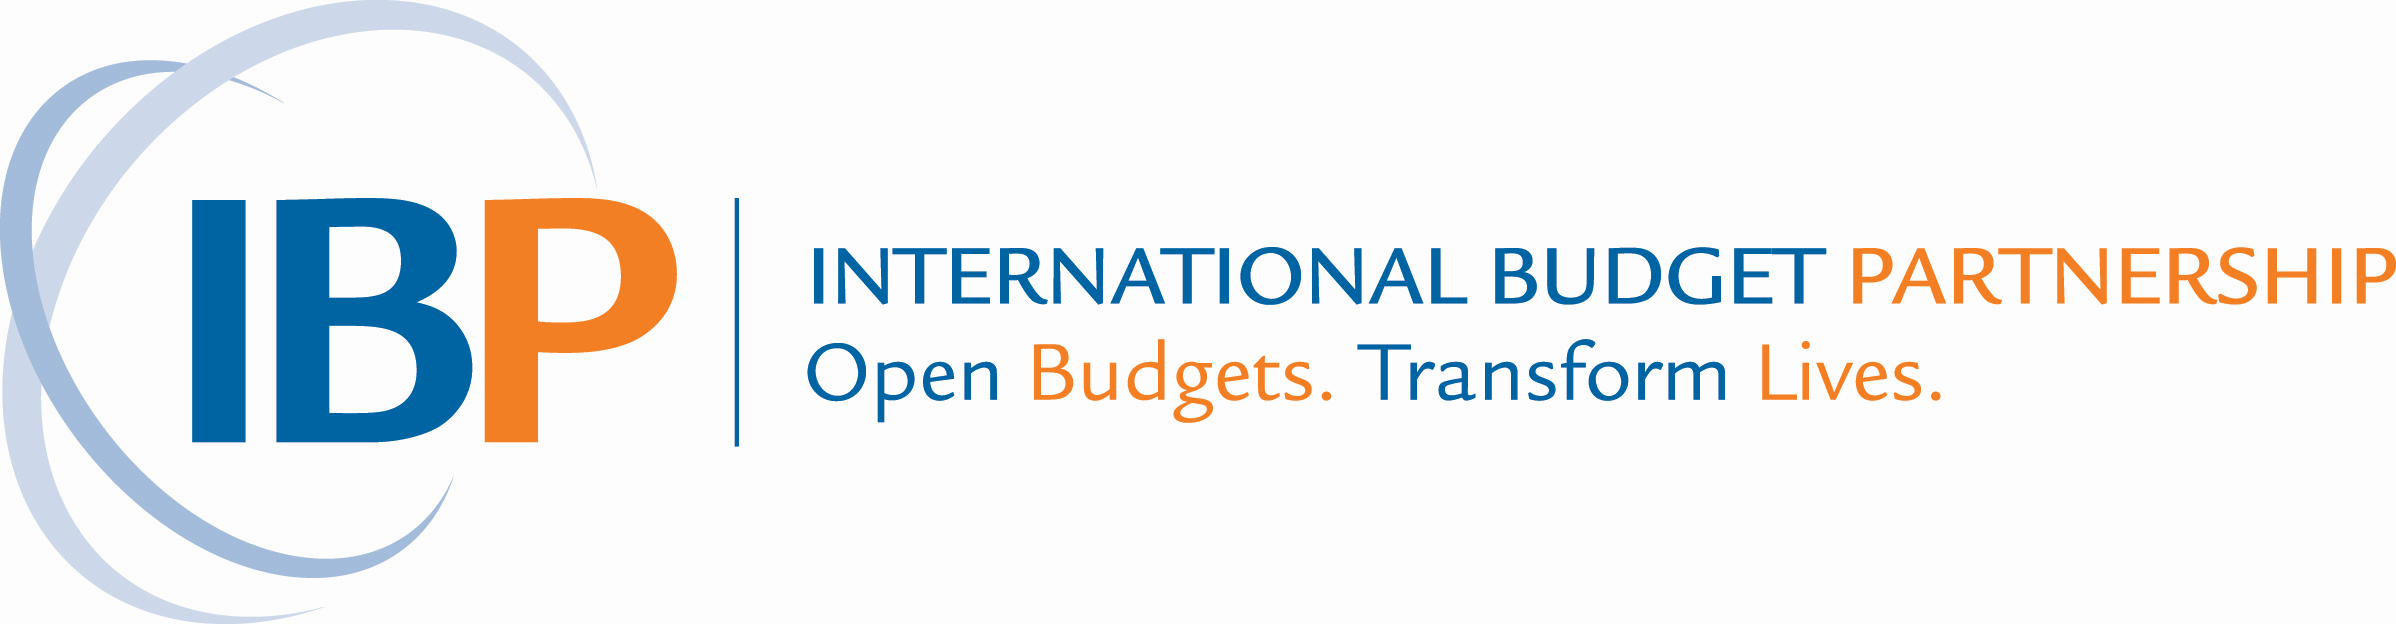 IBP
INTERNATIONAL BUDGET PARTNERSHIP
Open Budgets. Transform Lives.